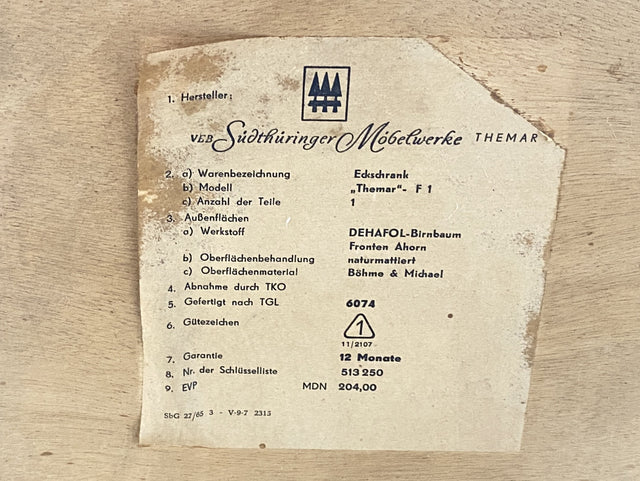 1. Hersteller:
VEB Südthüringer Möbelwerke THEMAR
2. a) Warenbezeichnung Eckschrank
b) Modell „Themar"- F 1
c) Anzahl der Teile 1
3. Außenflächen
a) Werkstoff DEHAFOL-Birnbaum
Fronten Ahorn
b) Oberflächenbehandlung naturmattiert
c) Oberflächenmaterial Böhme & Michael
4. Abnahme durch TKO
5. Gefertigt nach TGL 6074
6. Gütezeichen 1
11/2107
7. Garantie 12 Monate
8. Nr. der Schlüsselliste 513 250
9. EVP MDN 204,00
SbG 27/65 3 - V-9-7 2315